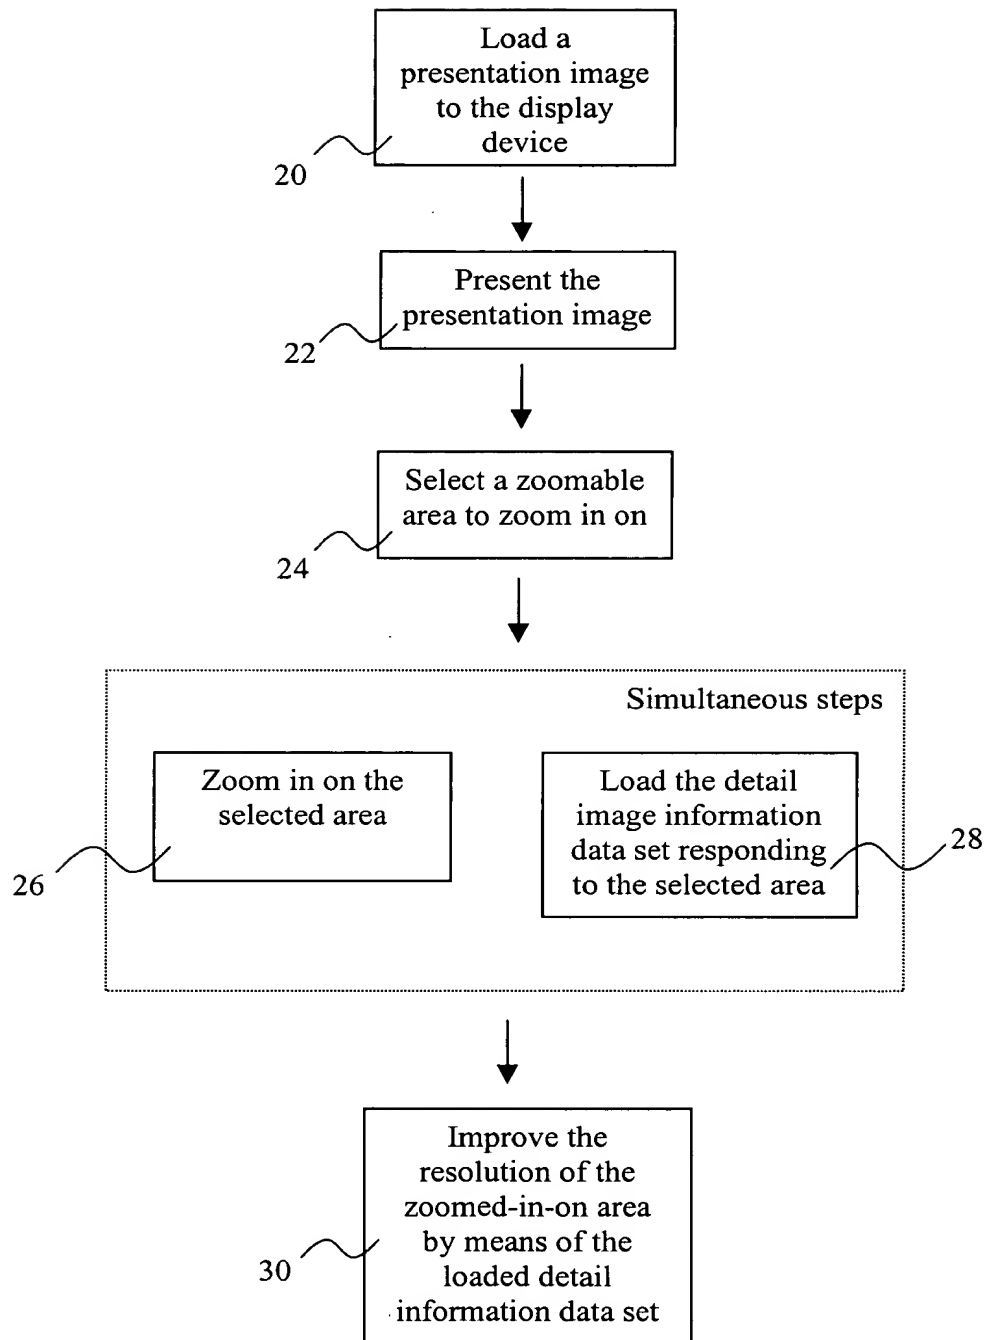 Load a
presentation image
to the display
device
20
Present the
presentation image
22
Select a zoomable
area to zoom in on
24
Simultaneous steps
Zoom in on the
selected area
26
Load the detail
image information
data set responding
to the selected area
28
Improve the
resolution of the
zoomed-in-on area
by means of the
loaded detail
information data set
30